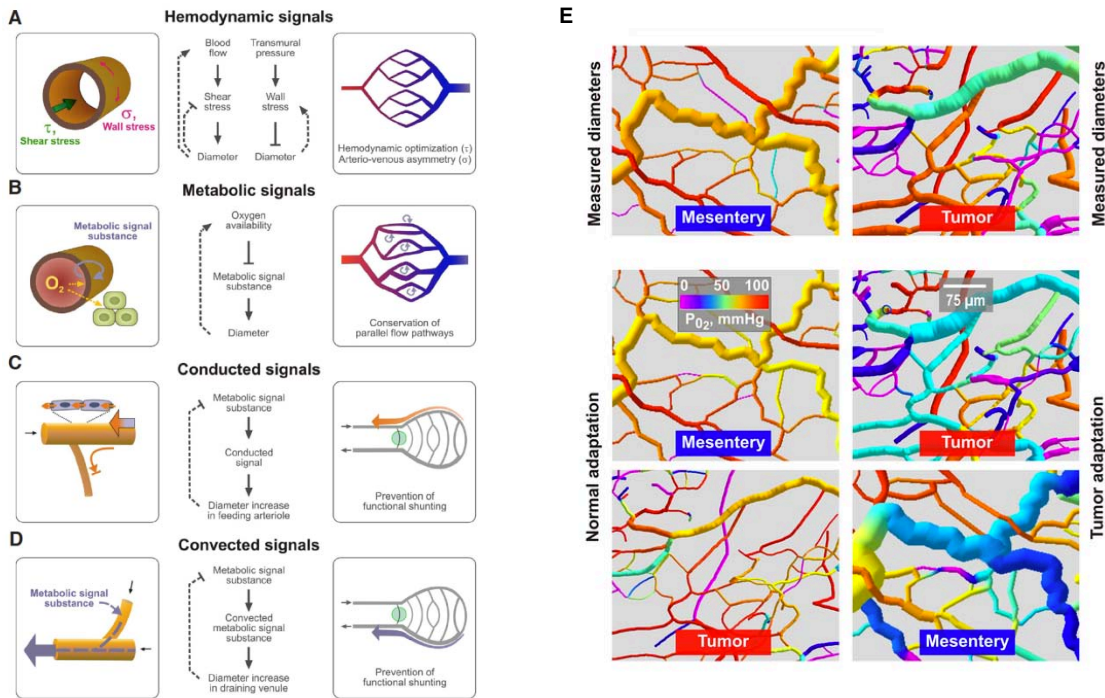 A
Hemodynamic signals
τ,
Shear stress
σ,
Wall stress
Blood
flow
Transmural
pressure
Shear
stress
Wall
stress
Diameter
Diameter
Hemodynamic optimization (τ)
Arterio-venous asymmetry (σ)
B
Metabolic signals
Metabolic signal
substance
O2
Oxygen
availability
Metabolic signal
substance
Diameter
Conservation of
parallel flow pathways
C
Conducted signals
Metabolic signal
substance
Conducted
signal
Diameter increase
in feeding arteriole
Prevention of
functional shunting
D
Convected signals
Metabolic signal
substance
Metabolic signal
substance
Convected
metabolic signal
substance
Diameter increase
in draining venule
Prevention of
functional shunting
E
Measured diameters
Mesentery
Tumor
Measured diameters
Normal adaptation
0 50 100
PO2, mmHg
Mesentery
75 µm
Tumor
Tumor adaptation
Tumor
Mesentery